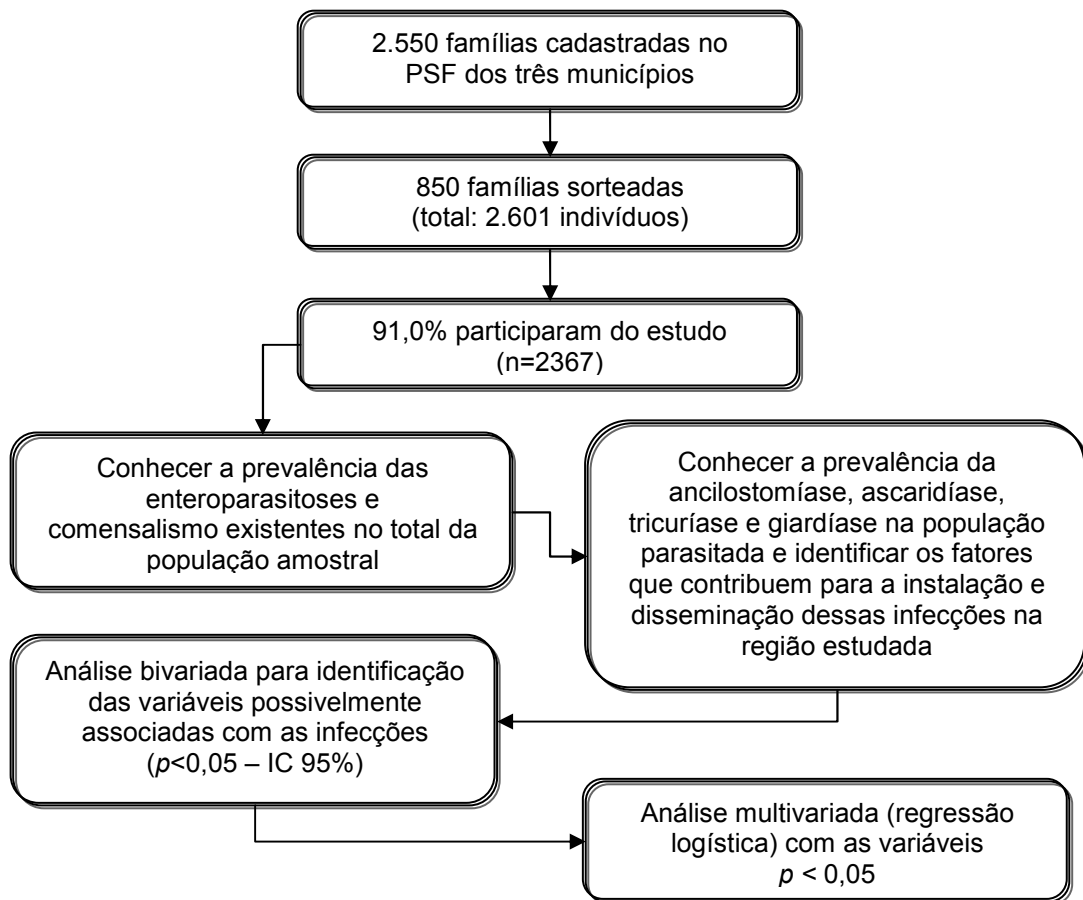 2.550 famílias cadastradas no
PSF dos três municípios
850 famílias sorteadas
(total: 2.601 indivíduos)
91,0% participaram do estudo
(n=2367)
Conhecer a prevalência das
enteroparasitoses e
comensalismo existentes no total da
população amostral
Conhecer a prevalência da
ancilostomíase, ascaridíase,
tricuríase e giardíase na população
parasitada e identificar os fatores
que contribuem para a instalação e
disseminação dessas infecções na
região estudada
Análise bivariada para identificação
das variáveis possivelmente
associadas com as infecções
(p<0,05 – IC 95%)
Análise multivariada (regressão
logística) com as variáveis
p < 0,05